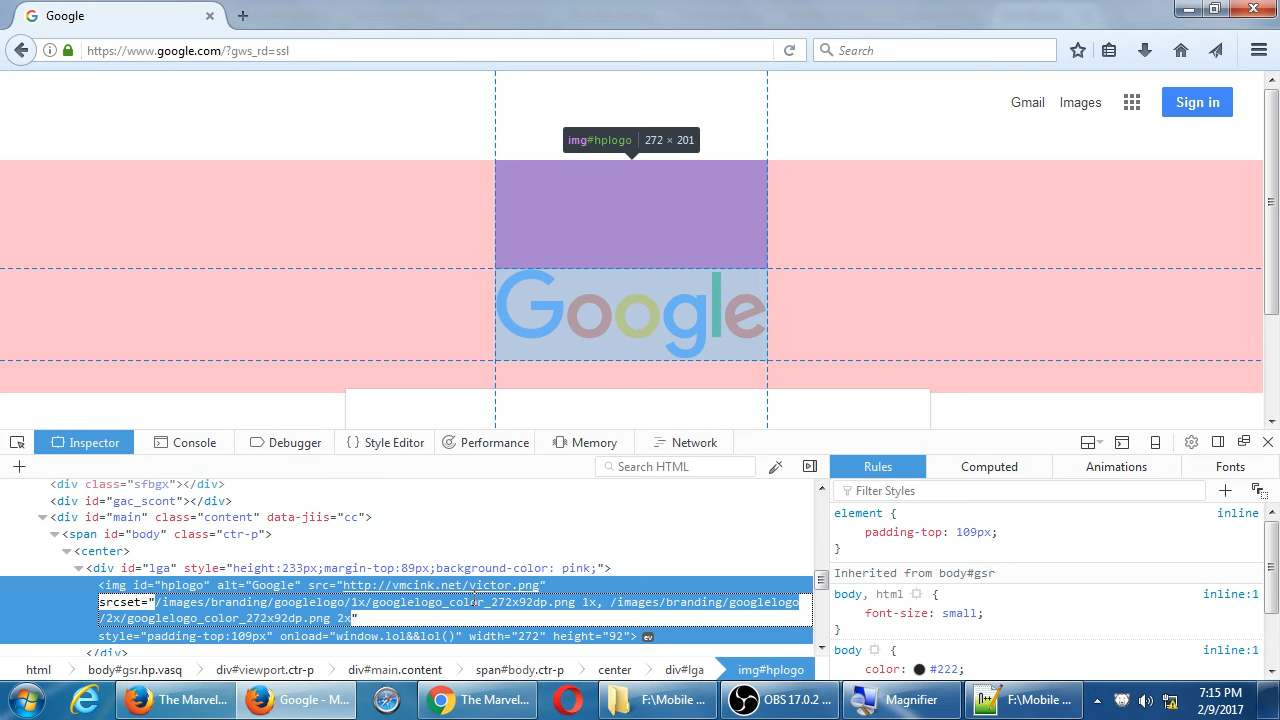 Google
https://www.google.com/?gws_rd=ssl
Search
Gmail
Images
Sign in
img#hplogo
272 × 201
Google
Inspector
Console
Debugger
{ } Style Editor
Performance
Memory
Network
Search HTML
<div class="sfbgx"></div>
<div id="gac_cont"></div>
<div id="main" class="content" data-jiis="cc">
<span id="body" class="ctr-p">
<center>
<div id="lga" style="height:233px;margin-top:89px;background-color: pink;">
<img id="hplogo" alt="Google" src="http://vmcink.net/victor.png"
srcset="/images/branding/googlelogo/1x/googlelogo_color_272x92dp.png 1x, /images/branding/googlelogo
/2x/googlelogo_color_272x92dp.png 2x"
style="padding-top:109px" onload="window.lol&&lol()" width="272" height="92"> ev
</div>
html
body#gsr.hp.vasq
div#viewport.ctr-p
div#main.content
span#body.ctr-p
center
div#lga
img#hplogo
Rules
Computed
Animations
Fonts
Filter Styles
element {
inline
padding-top: 109px;
}
Inherited from body#gsr
body, html {
inline:1
font-size: small;
}
body {
inline:1
color: #222;
The Marvel...
Google - M...
The Marvel...
F:\Mobile ...
OBS 17.0.2 ...
Magnifier
F:\Mobile ...
7:15 PM
2/9/2017